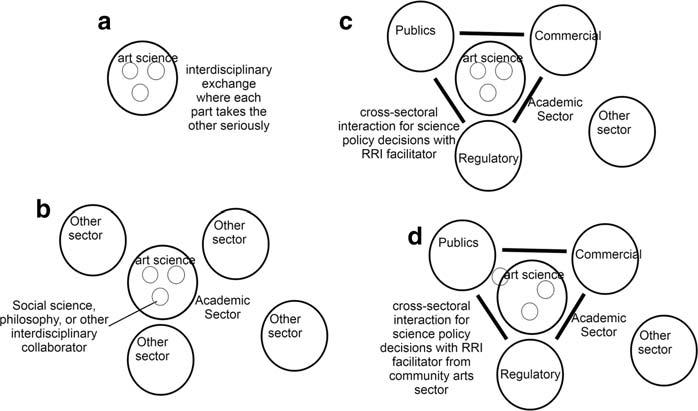 a
art science
interdisciplinary
exchange
where each
part takes the
other seriously
b
Other
sector
Other
sector
art science
Academic
Sector
Social science,
philosophy, or other
interdisciplinary
collaborator
Other
sector
Other
sector
c
Publics
Commercial
art science
Academic
Sector
Other
sector
cross-sectoral
interaction for science
policy decisions with
RRI facilitator
Regulatory
d
Publics
Commercial
art science
Academic
Sector
cross-sectoral
interaction for
science policy
decisions with RRI
facilitator from
community arts
sector
Other
sector
Regulatory